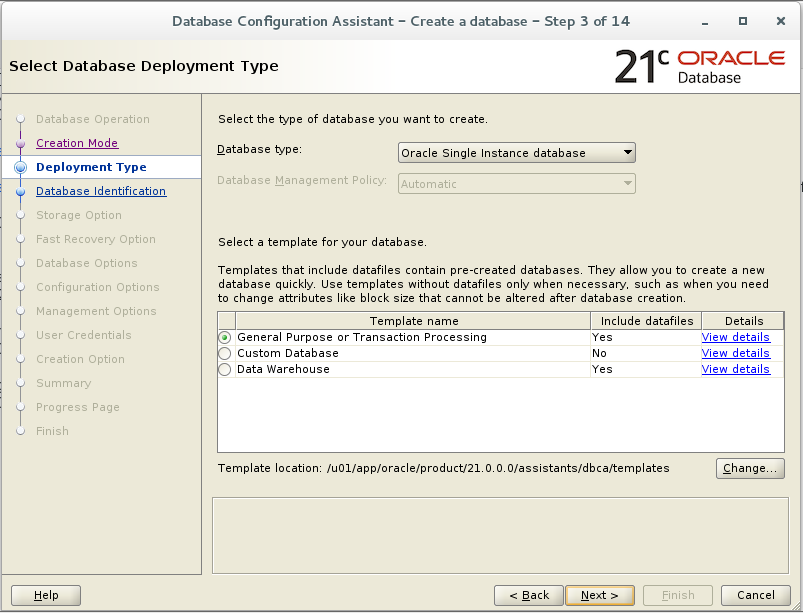 Database Configuration Assistant – Create a database – Step 3 of 14
Select Database Deployment Type
21c ORACLE
Database
Database Operation
Creation Mode
Deployment Type
Database Identification
Storage Option
Fast Recovery Option
Database Options
Configuration Options
Management Options
User Credentials
Creation Option
Summary
Progress Page
Finish
Select the type of database you want to create.
Database type: Oracle Single Instance database
Database Management Policy: Automatic
Select a template for your database.
Templates that include datafiles contain pre-created databases. They allow you to create a new
database quickly. Use templates without datafiles only when necessary, such as when you need
to change attributes like block size that cannot be altered after database creation.
Template name Include datafiles Details
General Purpose or Transaction Processing Yes View details
Custom Database No View details
Data Warehouse Yes View details
Template location: /u01/app/oracle/product/21.0.0.0/assistants/dbca/templates Change...
Help < Back Next > Finish Cancel